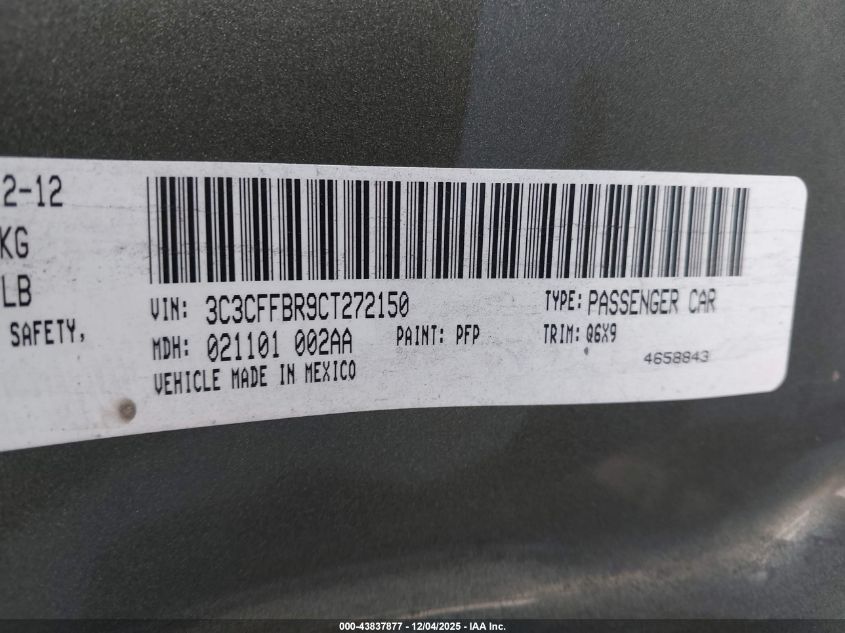 2-12
KG
LB
SAFETY,
VIN: 3C3CFFBR9CT272150 TYPE: PASSENGER CAR
MDH: 021101 002AA PAINT: PFP TRIM: Q6X9
VEHICLE MADE IN MEXICO 4658843
000-43837877 - 12/04/2025 - IAA Inc.